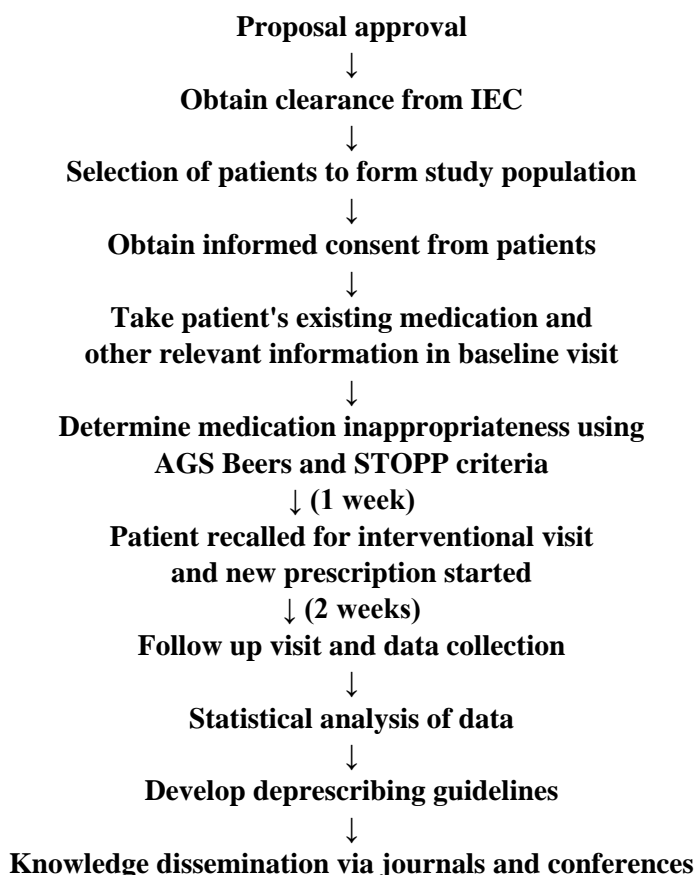 Proposal approval
↓
Obtain clearance from IEC
↓
Selection of patients to form study population
↓
Obtain informed consent from patients
↓
Take patient's existing medication and
other relevant information in baseline visit
↓
Determine medication inappropriateness using
AGS Beers and STOPP criteria
↓ (1 week)
Patient recalled for interventional visit
and new prescription started
↓ (2 weeks)
Follow up visit and data collection
↓
Statistical analysis of data
↓
Develop deprescribing guidelines
↓
Knowledge dissemination via journals and conferences